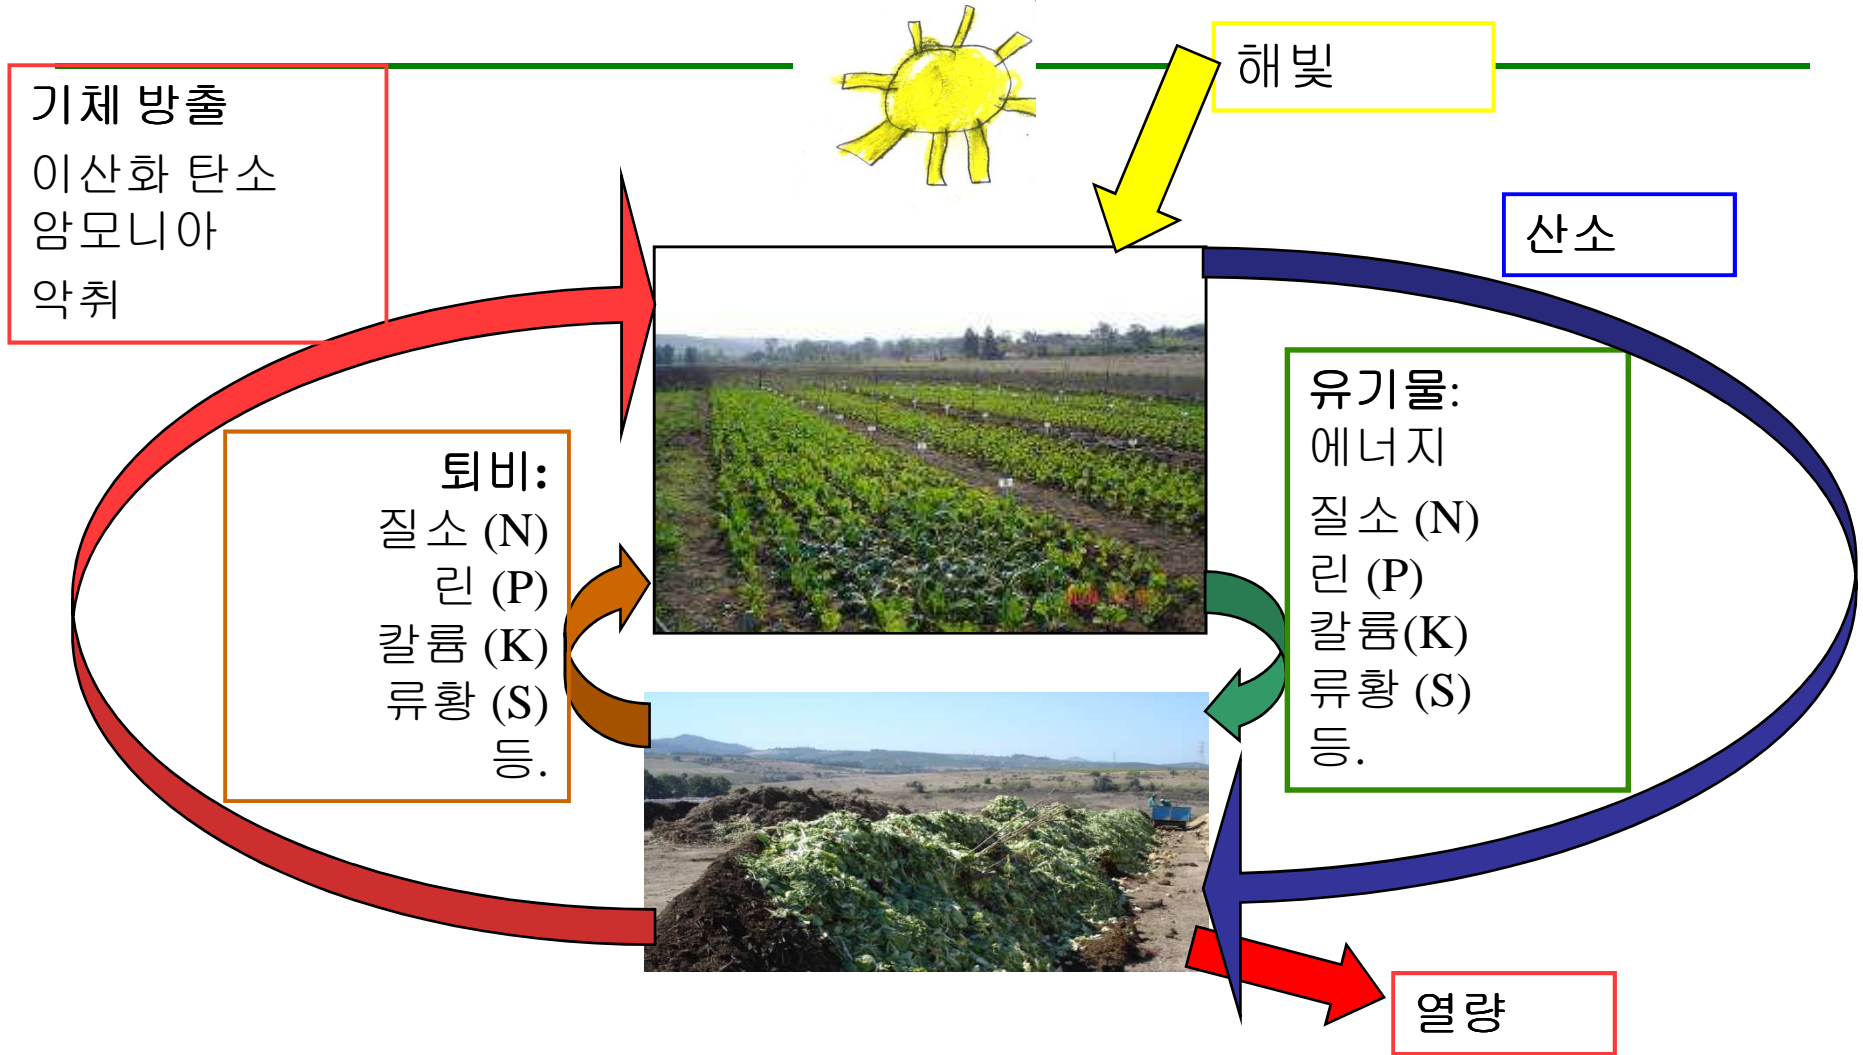 해빛
기체 방출
이산화 탄소
암모니아
악취
산소
퇴비:
질소 (N)
린 (P)
칼륨 (K)
류황 (S)
등.
유기물:
에너지
질소 (N)
린 (P)
칼륨(K)
류황 (S)
등.
열량